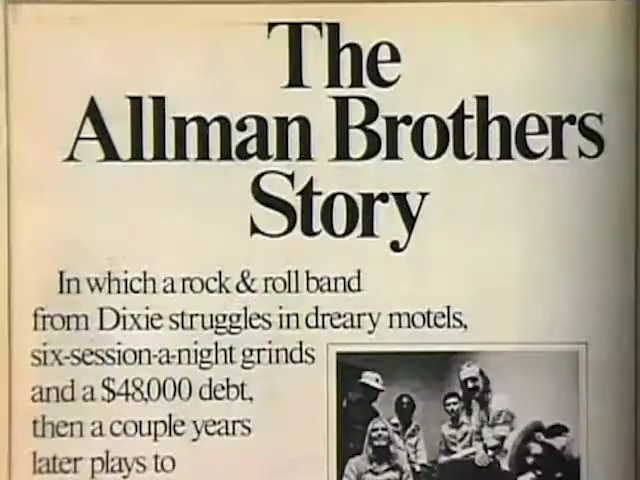 The
Allman Brothers
Story
In which a rock & roll band
from Dixie struggles in dreary motels,
six-session-a-night grinds
and a $48,000 debt,
then a couple years
later plays to